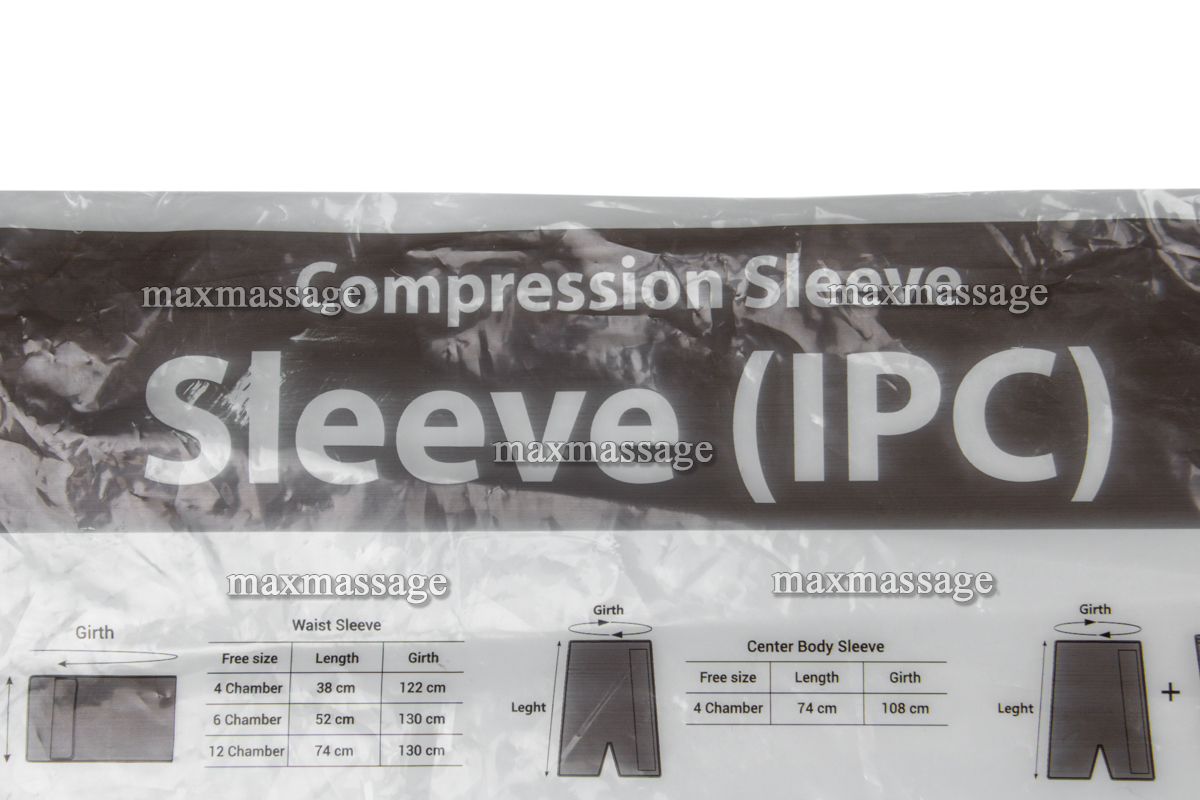 Compression Sleeve
maxmassage maxmassage
Sleeve (IPC)
maxmassage
maxmassage maxmassage
Girth
Waist Sleeve
Free size Length Girth
4 Chamber 38 cm 122 cm
6 Chamber 52 cm 130 cm
12 Chamber 74 cm 130 cm
Girth
Leght
Center Body Sleeve
Free size Length Girth
4 Chamber 74 cm 108 cm
Girth
Leght
+